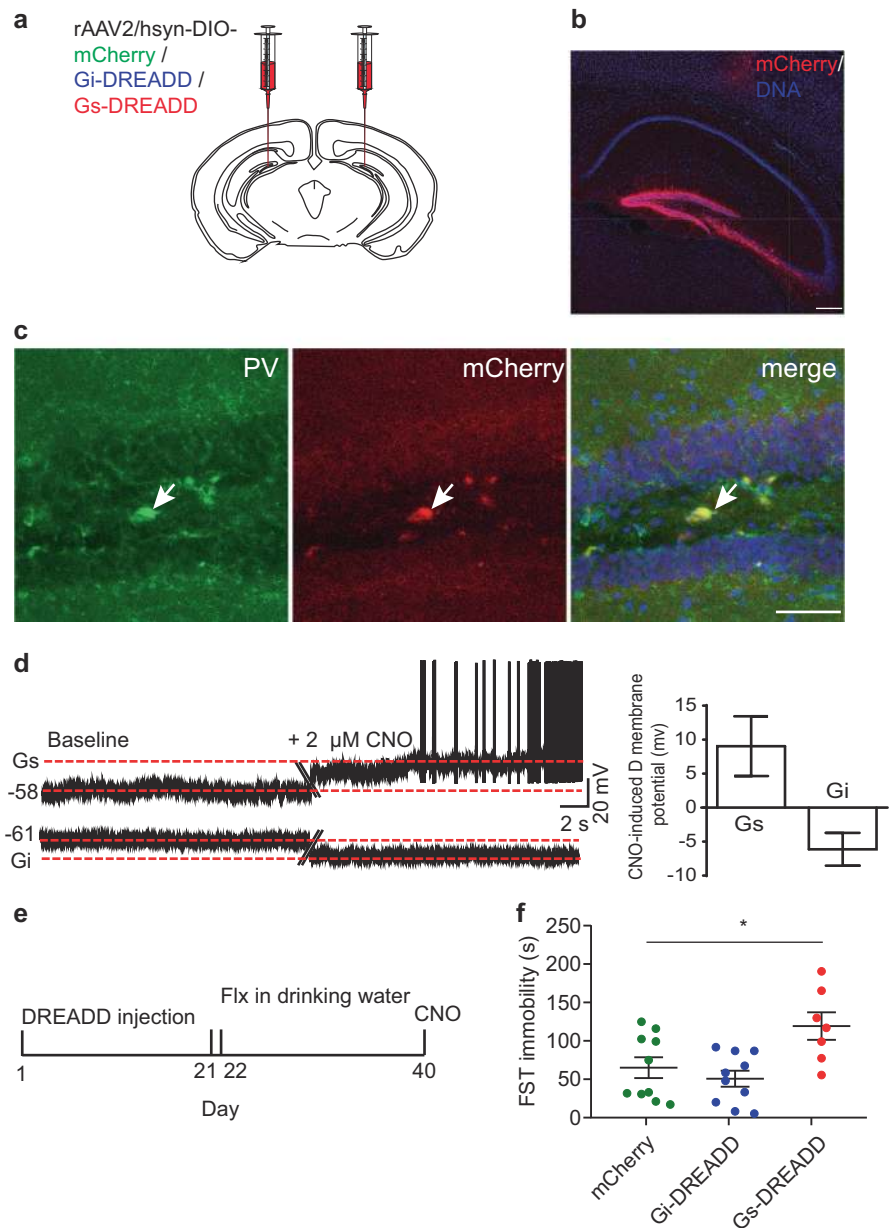 a
rAAV2/hsyn-DIO-
mCherry /
Gi-DREADD /
Gs-DREADD
b
mCherry/
DNA
c
PV
mCherry
merge
d
Baseline
+ 2 µM CNO
Gs
-58
-61
Gi
20 mV
2 s
CNO-induced D membrane
potential (mv)
15
10
5
0
-5
-10
Gs
Gi
e
DREADD injection
Flx in drinking water
CNO
1
21
22
40
Day
f
FST immobility (s)
250
200
150
100
50
0
*
mCherry
Gi-DREADD
Gs-DREADD